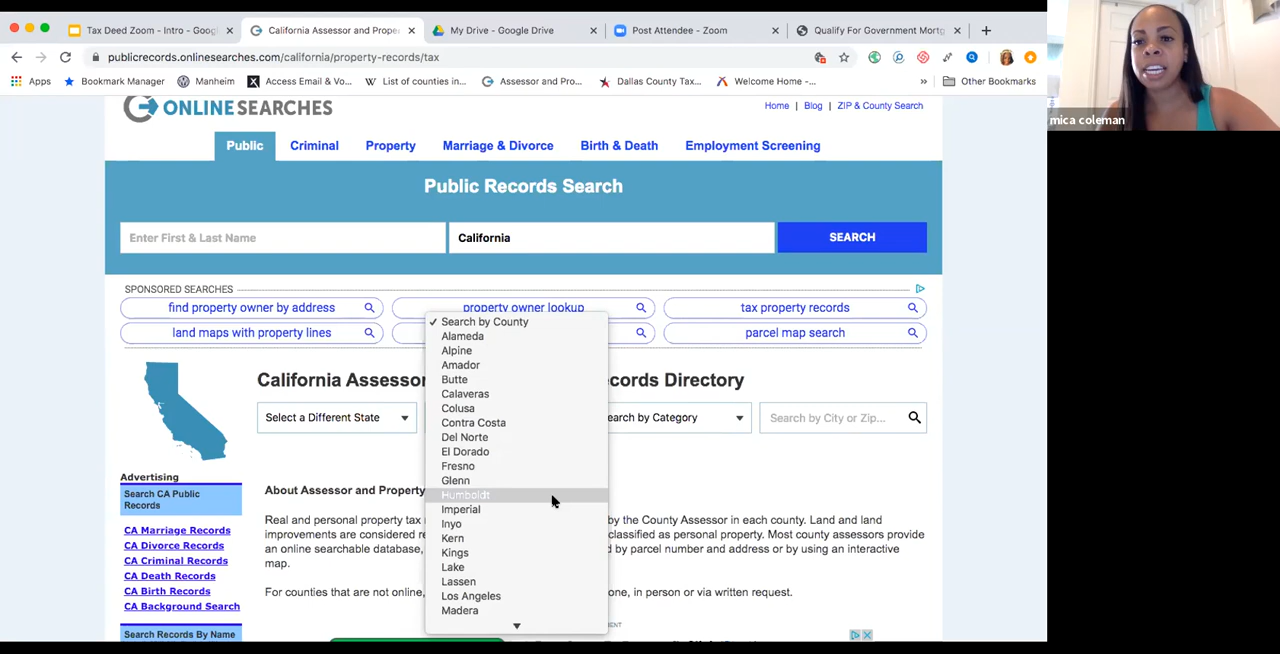 Tax Deed Zoom - Intro - Goog
California Assessor and Prope
My Drive - Google Drive
Post Attendee - Zoom
Qualify For Government Mortg
publicrecords.onlinesearches.com/california/property-records/tax
Apps
Bookmark Manager
Manheim
Access Email & Vo...
List of counties in...
Assessor and Pro...
Dallas County Tax...
Welcome Home -...
»
Other Bookmarks
mica coleman
ONLINESEARCHES
Home | Blog | ZIP & County Search
Public
Criminal
Property
Marriage & Divorce
Birth & Death
Employment Screening
Public Records Search
Enter First & Last Name
California
SEARCH
SPONSORED SEARCHES
find property owner by address
property owner lookup
tax property records
land maps with property lines
parcel map search
✓ Search by County
Alameda
Alpine
Amador
Butte
Calaveras
Colusa
Contra Costa
Del Norte
El Dorado
Fresno
Glenn
Humboldt
Imperial
Inyo
Kern
Kings
Lake
Lassen
Los Angeles
Madera
California Assessor
cords Directory
Select a Different State
earch by Category
Search by City or Zip...
Advertising
Search CA Public
Records
CA Marriage Records
CA Divorce Records
CA Criminal Records
CA Death Records
CA Birth Records
CA Background Search
Search Records By Name
About Assessor and Property
Real and personal property tax r
by the County Assessor in each county. Land and land
improvements are considered re
classified as personal property. Most county assessors provide
an online searchable database,
d by parcel number and address or by using an interactive
map.
For counties that are not online,
one, in person or via written request.